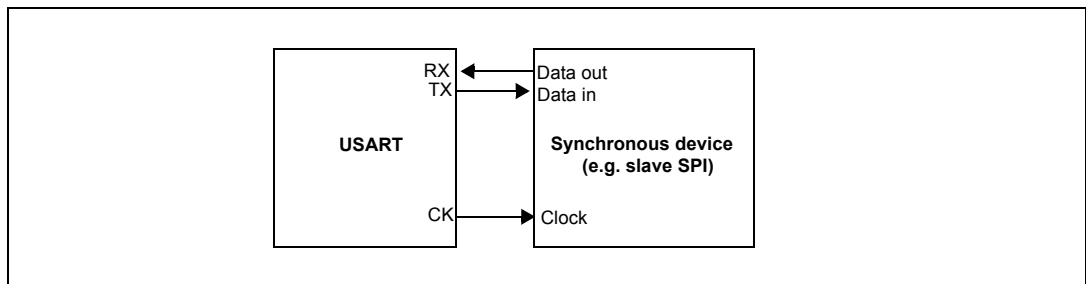 RX
TX
USART
CK
Data out
Data in
Synchronous device
(e.g. slave SPI)
Clock